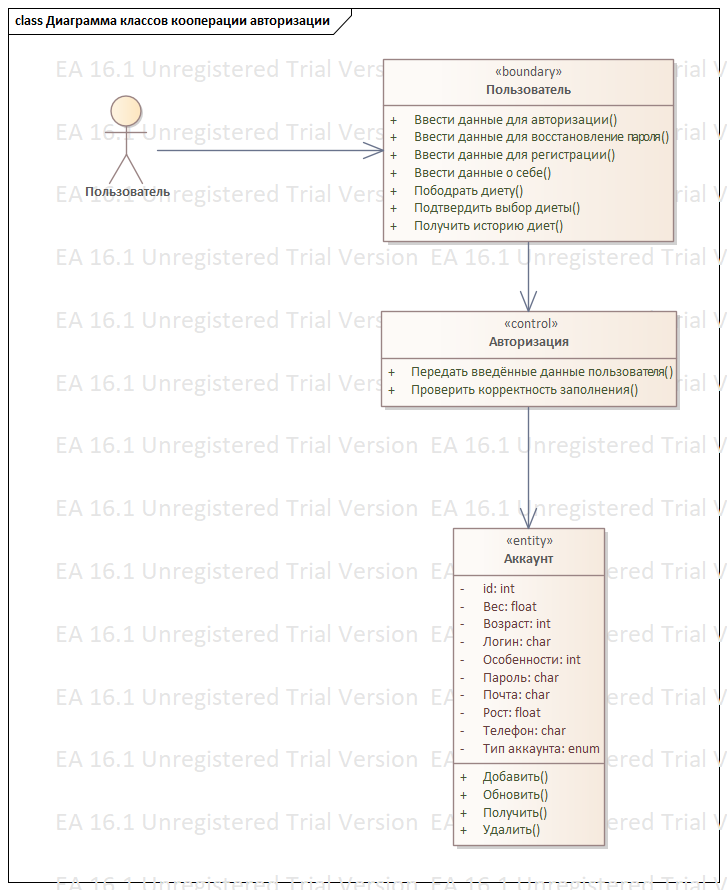 class Диаграмма классов кооперации авторизации
EA 16.1 Unregistered Trial Version
Пользователь
«boundary»
Пользователь
+ Ввести данные для авторизации()
+ Ввести данные для восстановление пароля()
+ Ввести данные для регистрации()
+ Ввести данные о себе()
+ Пободрать диету()
+ Подтвердить выбор диеты()
+ Получить историю диет()
«control»
Авторизация
+ Передать введённые данные пользователя()
+ Проверить корректность заполнения()
«entity»
Аккаунт
- id: int
- Вес: float
- Возраст: int
- Логин: char
- Особенности: int
- Пароль: char
- Почта: char
- Рост: float
- Телефон: char
- Тип аккаунта: enum
+ Добавить()
+ Обновить()
+ Получить()
+ Удалить()